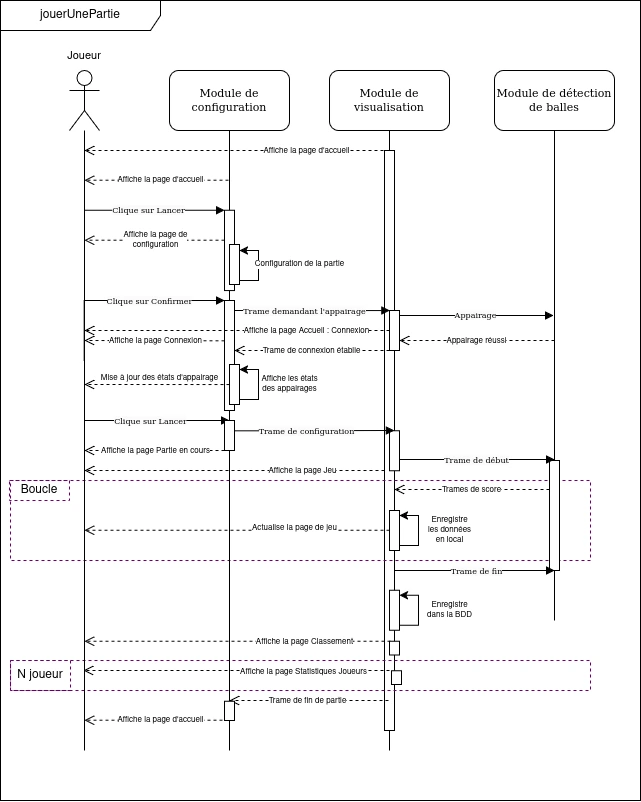 jouerUnePartie
Joueur
Module de
configuration
Module de
visualisation
Module de détection
de balles
Affiche la page d'accueil
Affiche la page d'accueil
Clique sur Lancer
Affiche la page de
configuration
Configuration de la partie
Clique sur Confirmer
Trame demandant l'appairage
Appairage
Affiche la page Accueil : Connexion
Affiche la page Connexion
Appairage réussi
Trame de connexion établie
Mise à jour des états d'appairage
Affiche les états
des appairages
Clique sur Lancer
Trame de configuration
Affiche la page Partie en cours
Trame de début
Affiche la page Jeu
Boucle
Trames de score
Actualise la page de jeu
Enregistre
les données
en local
Trame de fin
Enregistre
dans la BDD
Affiche la page Classement
N joueur
Affiche la page Statistiques Joueurs
Trame de fin de partie
Affiche la page d'accueil